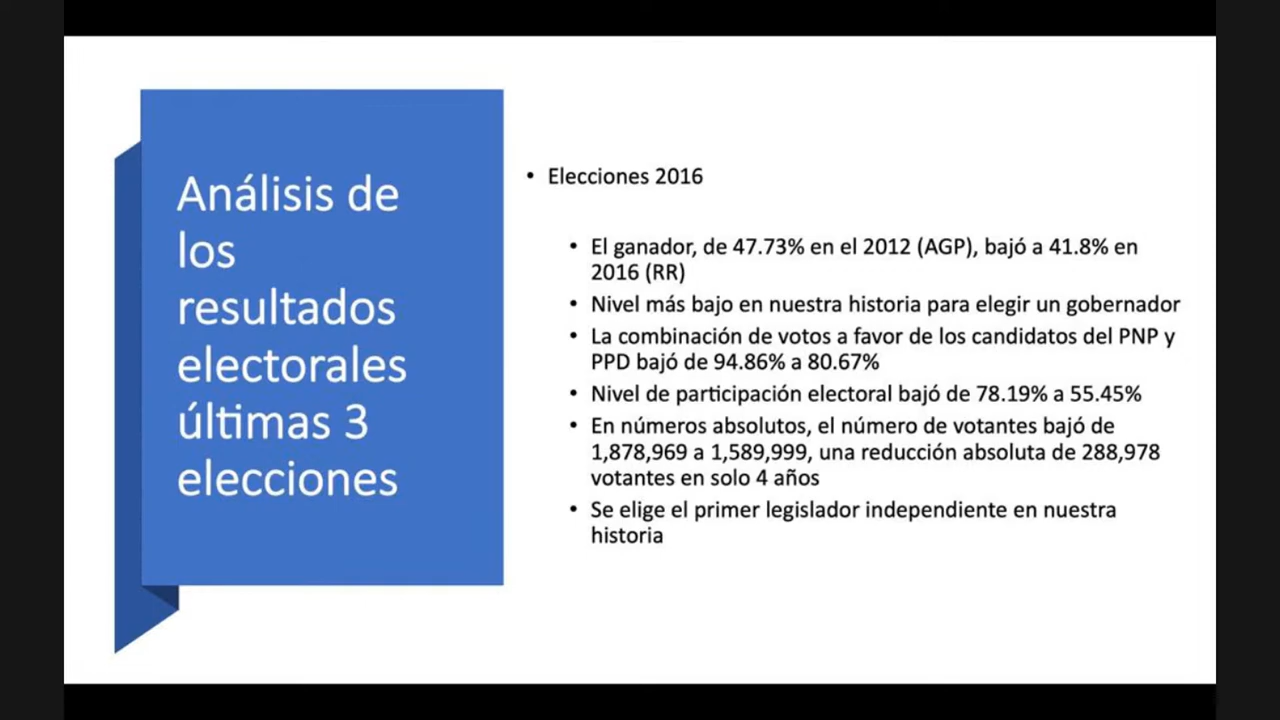 Análisis de
los
resultados
electorales
últimas 3
elecciones
• Elecciones 2016
• El ganador, de 47.73% en el 2012 (AGP), bajó a 41.8% en
2016 (RR)
• Nivel más bajo en nuestra historia para elegir un gobernador
• La combinación de votos a favor de los candidatos del PNP y
PPD bajó de 94.86% a 80.67%
• Nivel de participación electoral bajó de 78.19% a 55.45%
• En números absolutos, el número de votantes bajó de
1,878,969 a 1,589,999, una reducción absoluta de 288,978
votantes en solo 4 años
• Se elige el primer legislador independiente en nuestra
historia